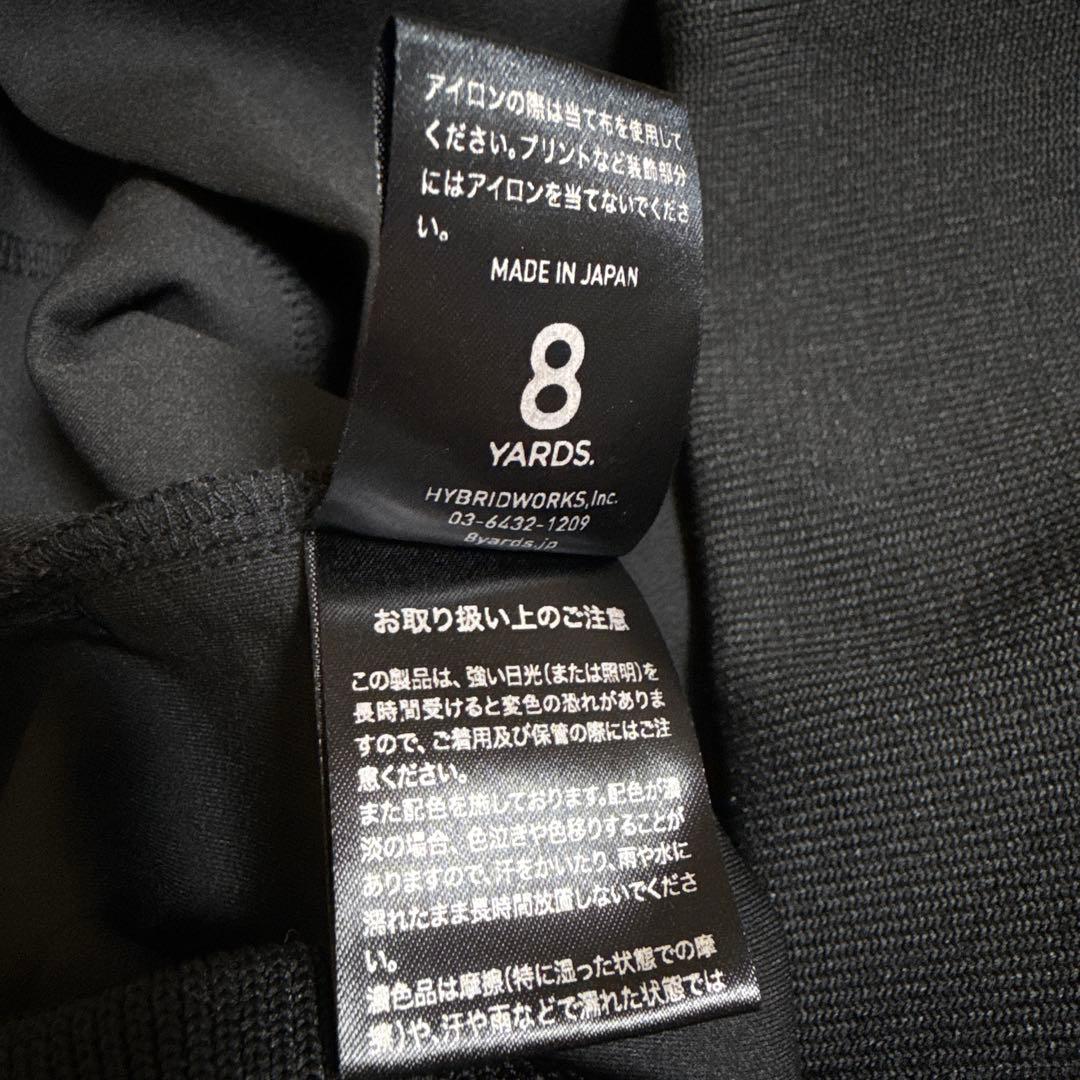 アイロンの際は当て布を使用して
ください。プリントなど装飾部分
にはアイロンを当てないでくださ
い。
MADE IN JAPAN
8
YARDS.
HYBRIDWORKS,Inc.
03-6432-1209
8yards.jp
お取り扱い上のご注意
この製品は、強い日光(または照明)を
長時間受けると変色の恐れがありま
すので、ご着用及び保管の際にはご注
意ください。
また配色を施しております。配色が濃
淡の場合、色泣きや色移りすることが
ありますので、汗をかいたり、雨や水に
濡れたまま長時間放置しないでくださ
い。
濃色品は摩擦(特に湿った状態での摩
擦)や、汗や雨などで濡れた状態では